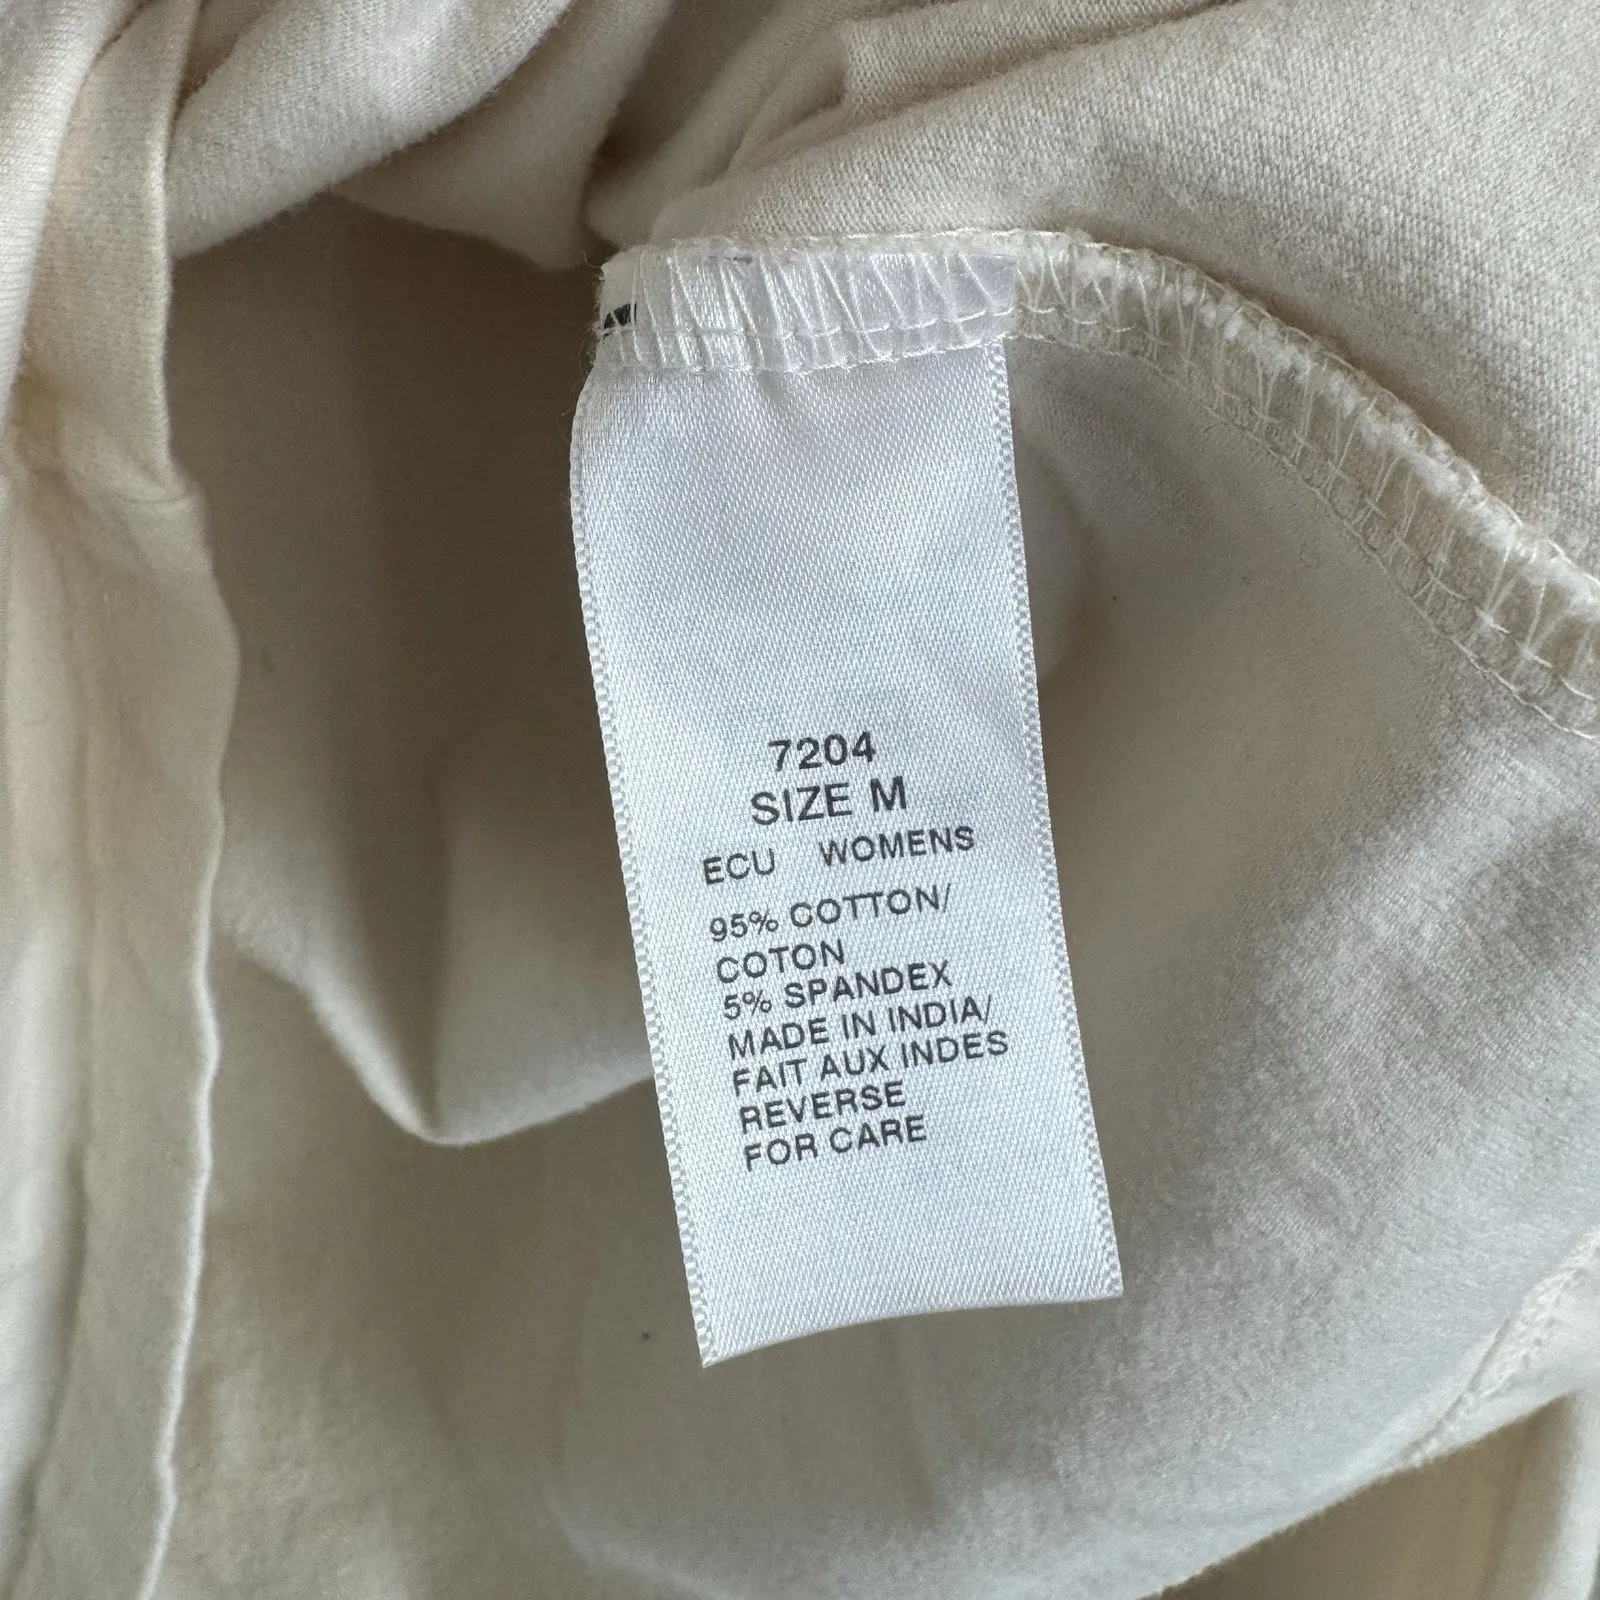 7204
SIZE M
ECU WOMENS
95% COTTON/
COTON
5% SPANDEX
MADE IN INDIA/
FAIT AUX INDES
REVERSE
FOR CARE